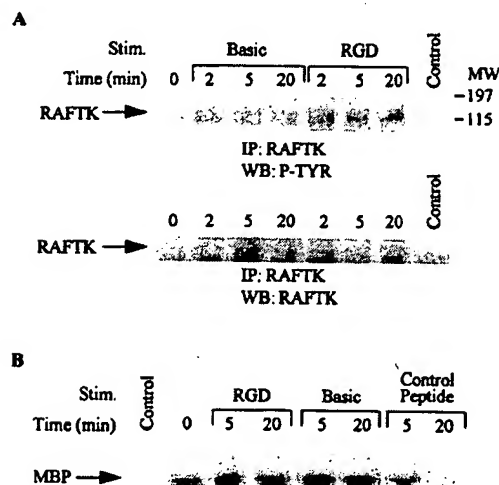 A
Stim. Basic RGD Control
Time (min) 0 2 5 20 2 5 20 MW
-197
RAFTK -115
IP: RAFTK
WB: P-TYR
0 2 5 20 2 5 20 Control
RAFTK
IP: RAFTK
WB: RAFTK
B
Stim. Control RGD Basic Control Peptide
Time (min) 0 5 20 5 20 5 20
MBP